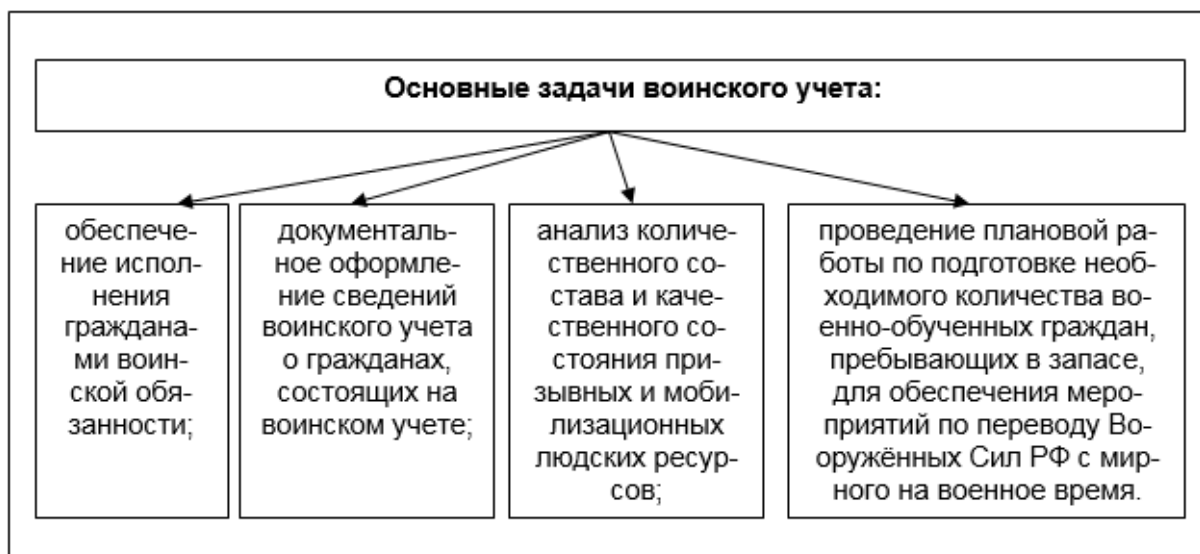 Основные задачи воинского учета:
обеспече-
ние испол-
нения
граждана-
ми воин-
ской обя-
занности;
документаль-
ное оформле-
ние сведений
воинского учета
о гражданах,
состоящих на
воинском учете;
анализ количе-
ственного со-
става и каче-
ственного со-
стояния при-
зывных и моби-
лизационных
людских ресур-
сов;
проведение плановой ра-
боты по подготовке необ-
ходимого количества во-
енно-обученных граждан,
пребывающих в запасе,
для обеспечения меро-
приятий по переводу Во-
оружённых Сил РФ с мир-
ного на военное время.